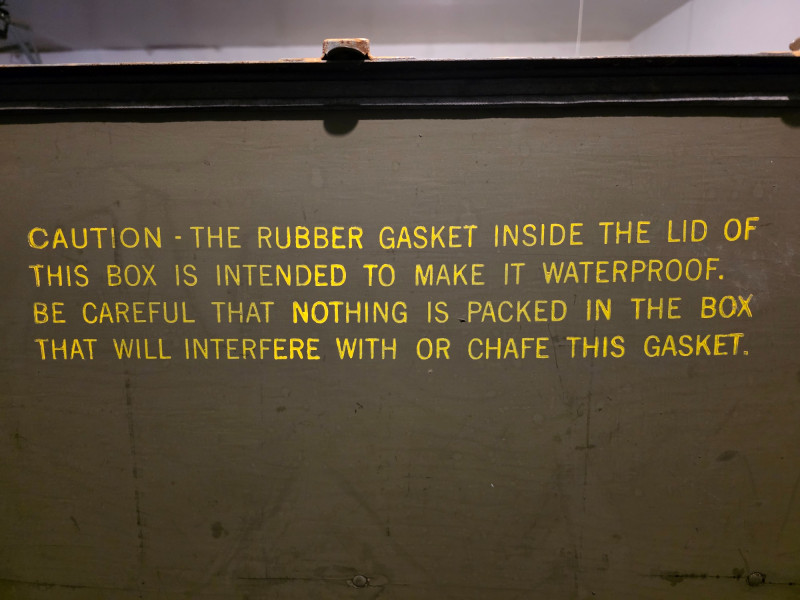 CAUTION - THE RUBBER GASKET INSIDE THE LID OF
THIS BOX IS INTENDED TO MAKE IT WATERPROOF.
BE CAREFUL THAT NOTHING IS PACKED IN THE BOX
THAT WILL INTERFERE WITH OR CHAFE THIS GASKET.